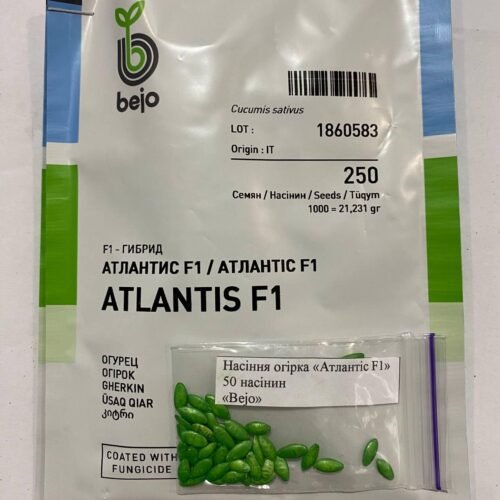 bejo
Cucumis sativus
LOT : 1860583
Origin : IT
250
Семян / Насінин / Seeds / Tüqym
1000 = 21,231 gr
F1 - ГИБРИД
АТЛАНТИС F1 / АТЛАНТІС F1
ATLANTIS F1
ОГУРЕЦ
ОГІРОК
GHERKIN
ÜSAQ QIAR
კიტრი
COATED WITH
FUNGICIDE
Насіння огірка «Атлантіс F1»
50 насінин
«Bejo»